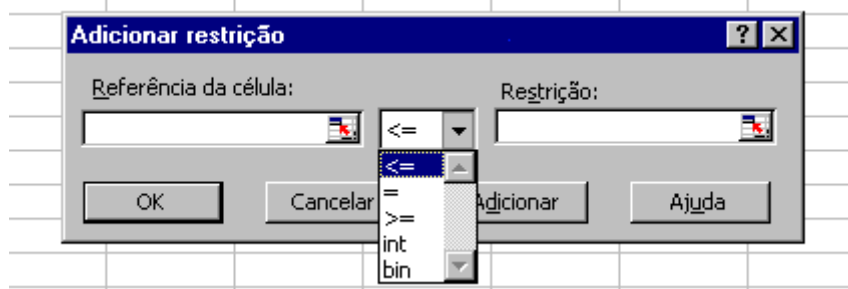 Adicionar restrição
Referência da célula:
Restrição:
<=
<=
=
>=
int
bin
OK
Cancelar
Adicionar
Ajuda